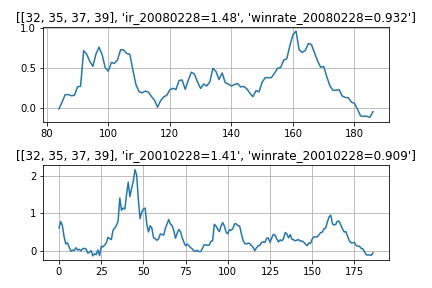 [[32, 35, 37, 39], 'ir_20080228=1.48', 'winrate_20080228=0.932']
1.0
0.5
0.0
80 100 120 140 160 180
[[32, 35, 37, 39], 'ir_20010228=1.41', 'winrate_20010228=0.909']
2
1
0
0 25 50 75 100 125 150 175